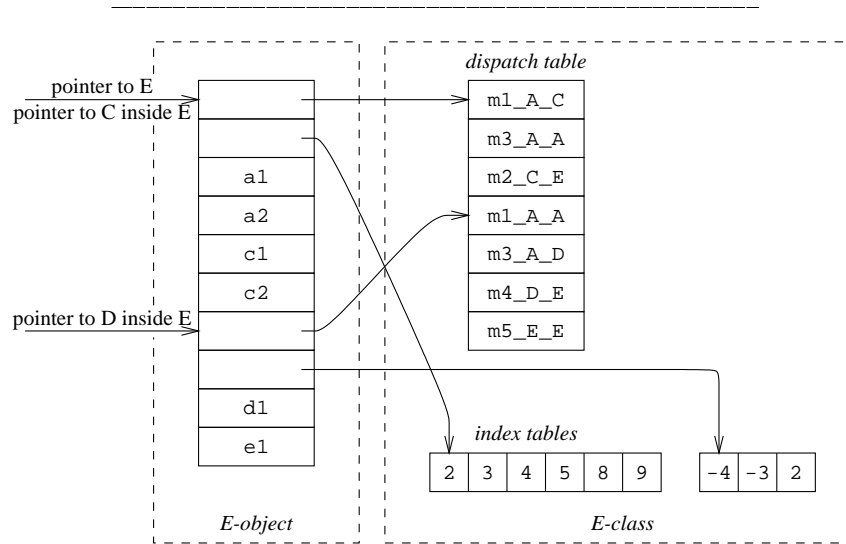 dispatch table
pointer to E
pointer to C inside E
m1_A_C
m3_A_A
a1
m2_C_E
a2
m1_A_A
c1
m3_A_D
c2
m4_D_E
pointer to D inside E
m5_E_E
d1
e1
index tables
2 3 4 5 8 9
-4 -3 2
E-object
E-class